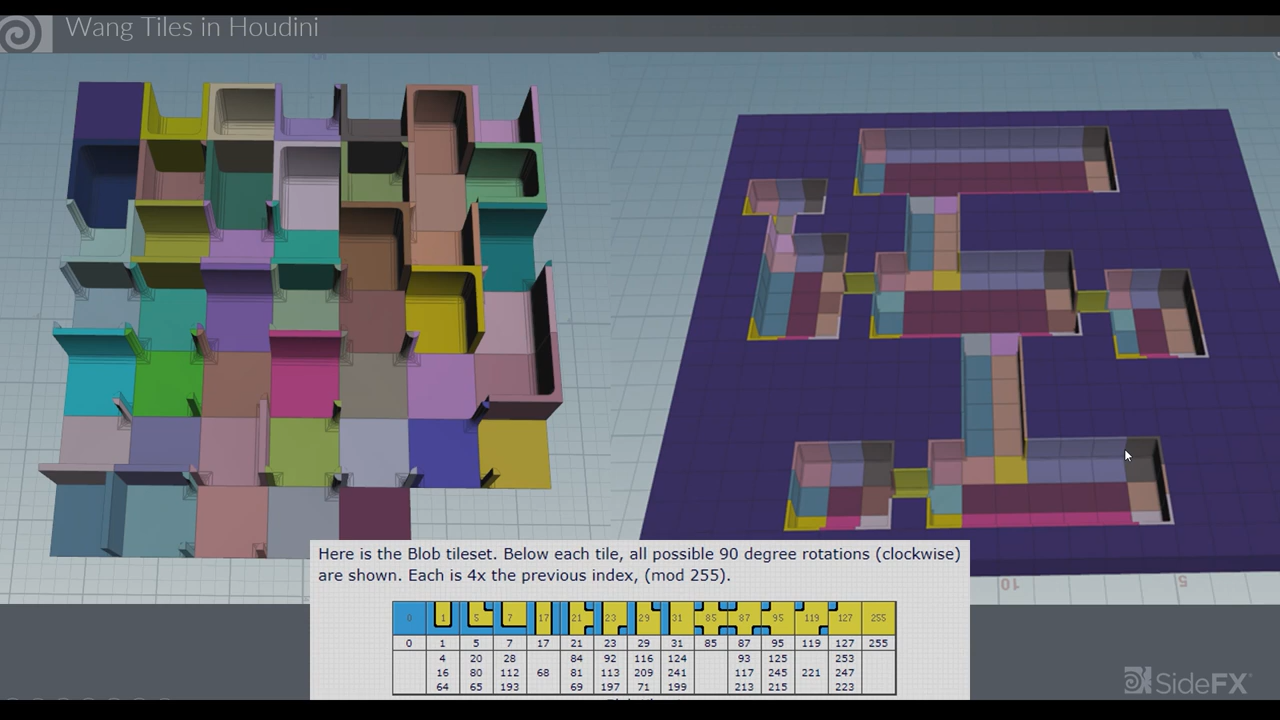 Wang Tiles in Houdini
10
5
Here is the Blob tileset. Below each tile, all possible 90 degree rotations (clockwise)
are shown. Each is 4x the previous index, (mod 255).
0 1 5 7 17 21 23 29 31 85 87 95 119 127 255
0 1 5 7 17 21 23 29 31 85 87 95 119 127 255
4 20 28 84 92 116 124 93 125 253
16 80 112 68 81 113 209 241 117 245 221 247
64 65 193 69 197 71 199 213 215 223
SideFX